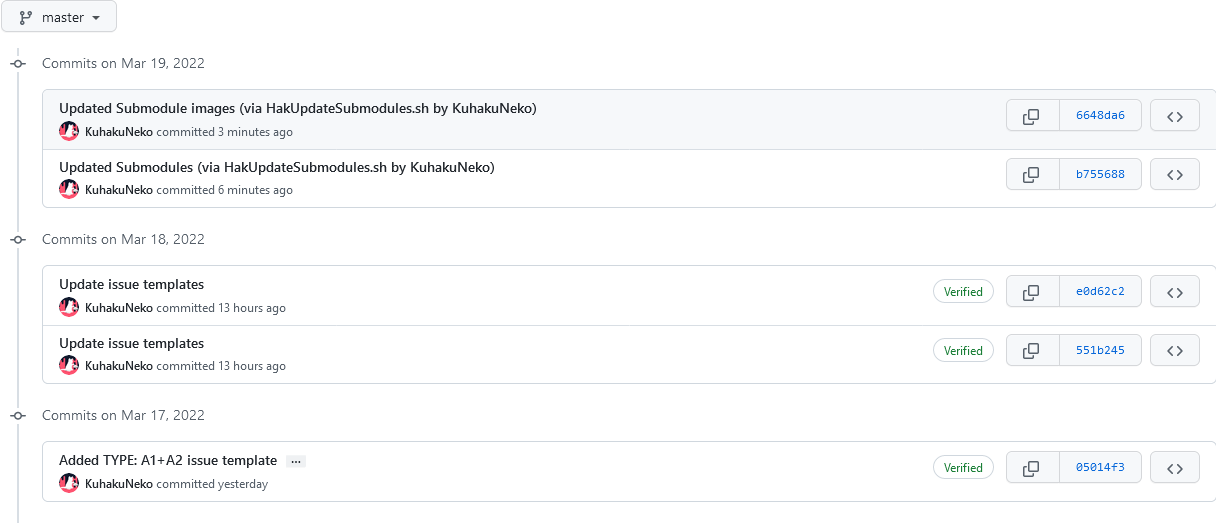 master
Commits on Mar 19, 2022
Updated Submodule images (via HakUpdateSubmodules.sh by KuhakuNeko)
KuhakuNeko committed 3 minutes ago
6648da6
Updated Submodules (via HakUpdateSubmodules.sh by KuhakuNeko)
KuhakuNeko committed 6 minutes ago
b755688
Commits on Mar 18, 2022
Update issue templates
KuhakuNeko committed 13 hours ago
Verified
e0d62c2
Update issue templates
KuhakuNeko committed 13 hours ago
Verified
551b245
Commits on Mar 17, 2022
Added TYPE: A1+A2 issue template ...
KuhakuNeko committed yesterday
Verified
05014f3